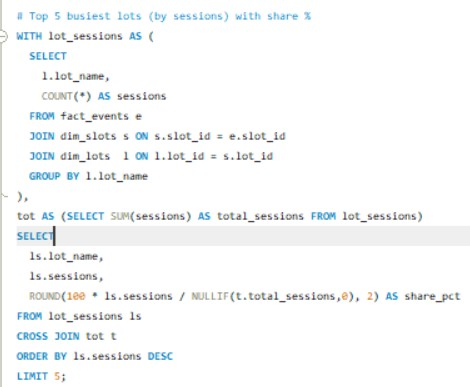 # Top 5 busiest lots (by sessions) with share %
WITH lot_sessions AS (
SELECT
l.lot_name,
COUNT(*) AS sessions
FROM fact_events e
JOIN dim_slots s ON s.slot_id = e.slot_id
JOIN dim_lots  l ON l.lot_id = s.lot_id
GROUP BY l.lot_name
),
tot AS (SELECT SUM(sessions) AS total_sessions FROM lot_sessions)
SELECT
ls.lot_name,
ls.sessions,
ROUND(100 * ls.sessions / NULLIF(t.total_sessions,0), 2) AS share_pct
FROM lot_sessions ls
CROSS JOIN tot t
ORDER BY ls.sessions DESC
LIMIT 5;